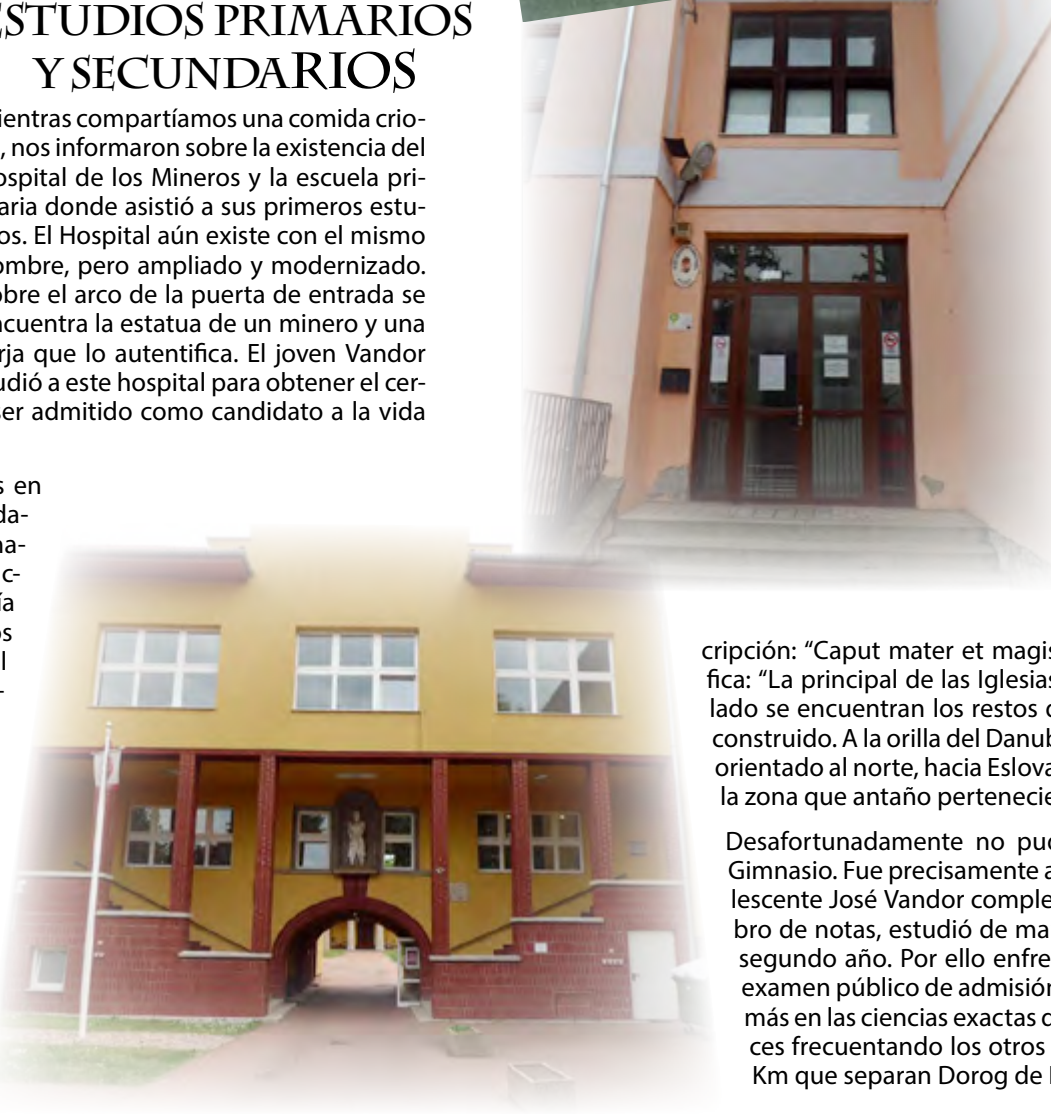 ESTUDIOS PRIMARIOS
Y SECUNDARIOS
ientras compartíamos una comida crio-
, nos informaron sobre la existencia del
ospital de los Mineros y la escuela pri-
aria donde asistió a sus primeros estu-
os. El Hospital aún existe con el mismo
ombre, pero ampliado y modernizado.
obre el arco de la puerta de entrada se
ncuentra la estatua de un minero y una
rja que lo autentifica. El joven Vandor
udió a este hospital para obtener el cer-
ser admitido como candidato a la vida
s en
da-
na-
c-
ía
os
l
-
cripción: “Caput mater et magis
fica: “La principal de las Iglesias
lado se encuentran los restos d
construido. A la orilla del Danub
orientado al norte, hacia Eslova
la zona que antaño pertenecie
Desafortunadamente no pud
Gimnasio. Fue precisamente a
lescente José Vandor comple
bro de notas, estudió de ma
segundo año. Por ello enfre
examen público de admisión
más en las ciencias exactas q
ces frecuentando los otros
Km que separan Dorog de